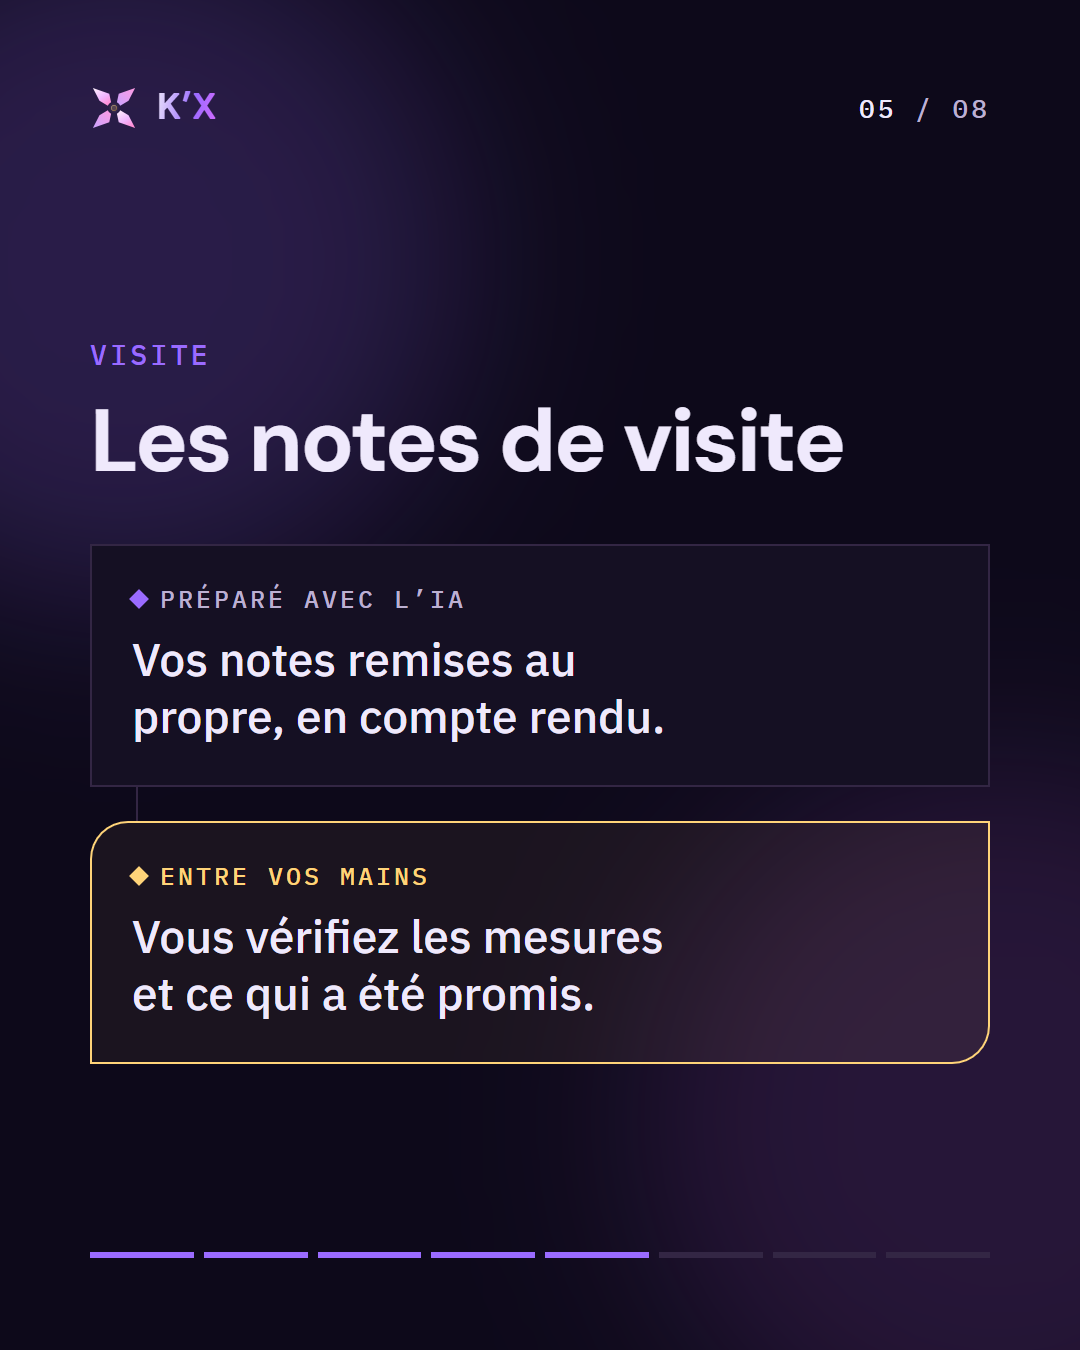 K’X
05 / 08
VISITE
Les notes de visite
PRÉPARÉ AVEC L’IA
Vos notes remises au
propre, en compte rendu.
ENTRE VOS MAINS
Vous vérifiez les mesures
et ce qui a été promis.